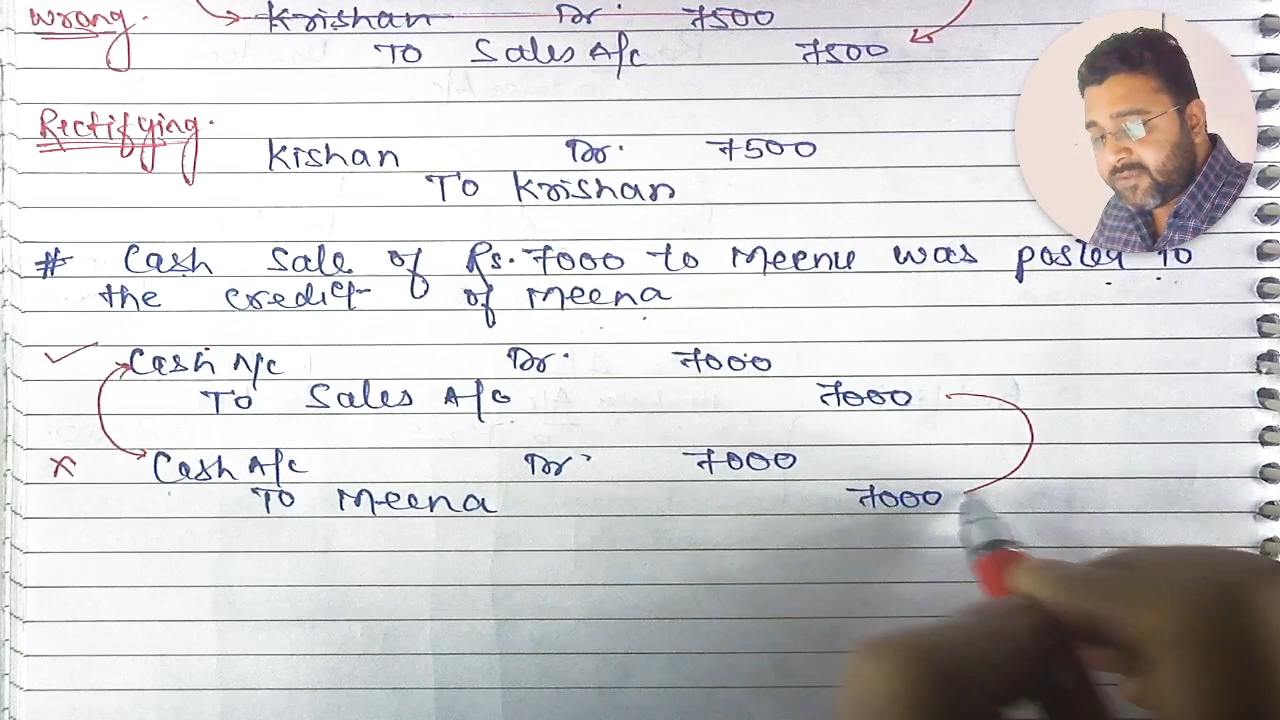 Wrong. Krishan Dr. 7500
To Sales A/c 7500
Rectifying. Kishan Dr. 7500
To Krishan
# Cash sale of Rs. 7000 to Meenu was posted to
the credit of Meena
✓ Cash A/c Dr. 7000
To Sales A/c 7000
× Cash A/c Dr. 7000
To Meena 7000